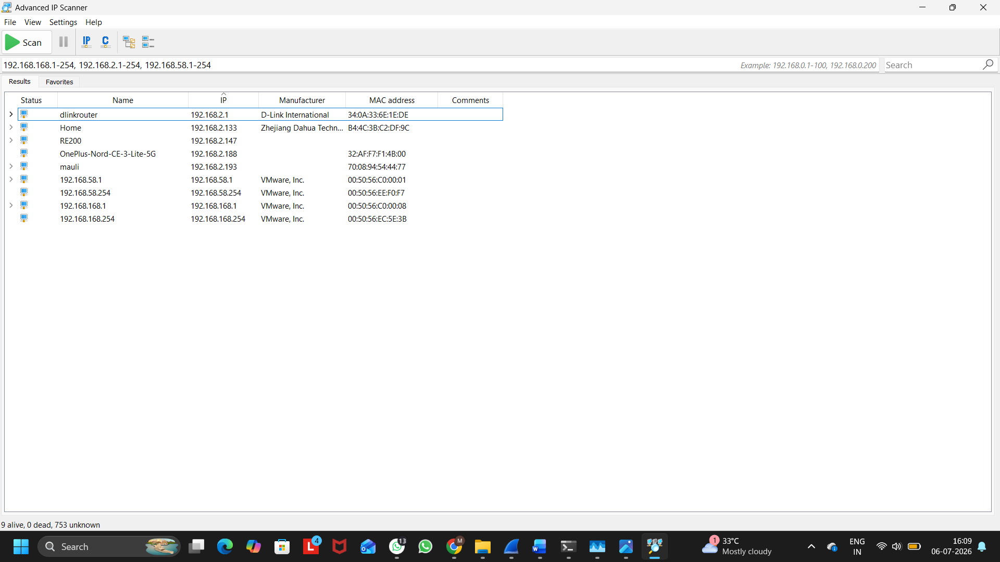 Advanced IP Scanner
File View Settings Help
Scan IP C
192.168.168.1-254, 192.168.2.1-254, 192.168.58.1-254 Example: 192.168.0.1-100, 192.168.0.200 Search
Results Favorites
Status Name IP Manufacturer MAC address Comments
dlinkrouter 192.168.2.1 D-Link International 34:0A:33:6E:1E:DE
Home 192.168.2.133 Zhejiang Dahua Techn... B4:4C:3B:C2:DF:9C
RE200 192.168.2.147
OnePlus-Nord-CE-3-Lite-5G 192.168.2.188 32:AF:F7:F1:4B:00
mauli 192.168.2.193 70:08:94:54:44:77
192.168.58.1 192.168.58.1 VMware, Inc. 00:50:56:C0:00:01
192.168.58.254 192.168.58.254 VMware, Inc. 00:50:56:EE:F0:F7
192.168.168.1 192.168.168.1 VMware, Inc. 00:50:56:C0:00:08
192.168.168.254 192.168.168.254 VMware, Inc. 00:50:56:EC:5E:3B
9 alive, 0 dead, 753 unknown
Search L 4 13 M W 1 33°C ENG 16:09
Mostly cloudy IN 06-07-2026